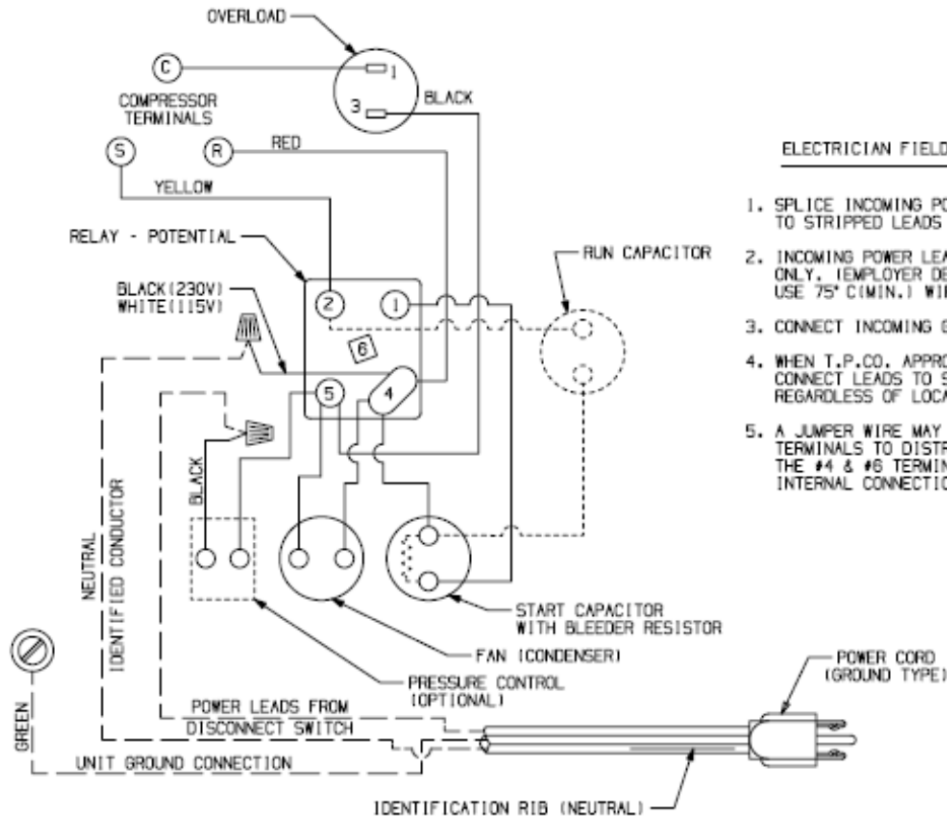 OVERLOAD
C
1
COMPRESSOR
TERMINALS
3
BLACK
S
R
RED
YELLOW
RELAY - POTENTIAL
RUN CAPACITOR
BLACK(230V)
WHITE(115V)
2
1
6
5
4
BLACK
NEUTRAL
IDENTIFIED CONDUCTOR
START CAPACITOR
WITH BLEEDER RESISTOR
FAN (CONDENSER)
PRESSURE CONTROL
(OPTIONAL)
POWER CORD
(GROUND TYPE)
POWER LEADS FROM
DISCONNECT SWITCH
GREEN
UNIT GROUND CONNECTION
IDENTIFICATION RIB (NEUTRAL)
ELECTRICIAN FIELD
1. SPLICE INCOMING PO
TO STRIPPED LEADS
2. INCOMING POWER LEA
ONLY. (EMPLOYER DE
USE 75° C(MIN.) WI
3. CONNECT INCOMING G
4. WHEN T.P.CO. APPRO
CONNECT LEADS TO S
REGARDLESS OF LOCA
5. A JUMPER WIRE MAY
TERMINALS TO DISTR
THE #4 & #6 TERMIN
INTERNAL CONNECTIO